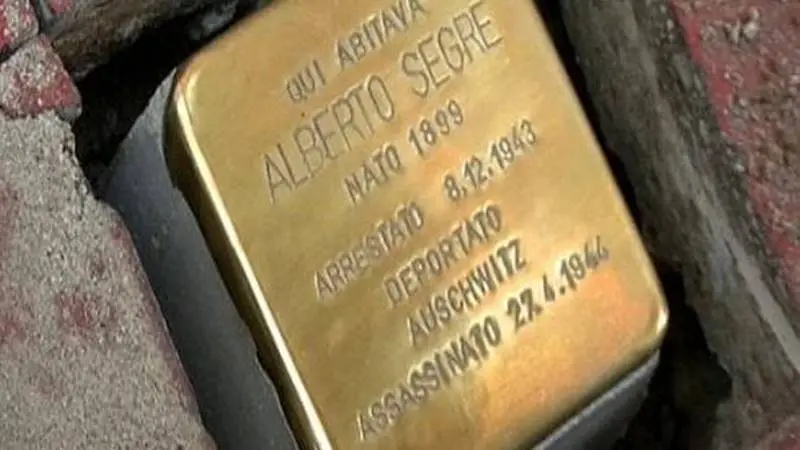 QUI ABITAVA
ALBERTO SEGRE
NATO 1899
ARRESTATO 8.12.1943
DEPORTATO
AUSCHWITZ
ASSASSINATO 27.4.1944